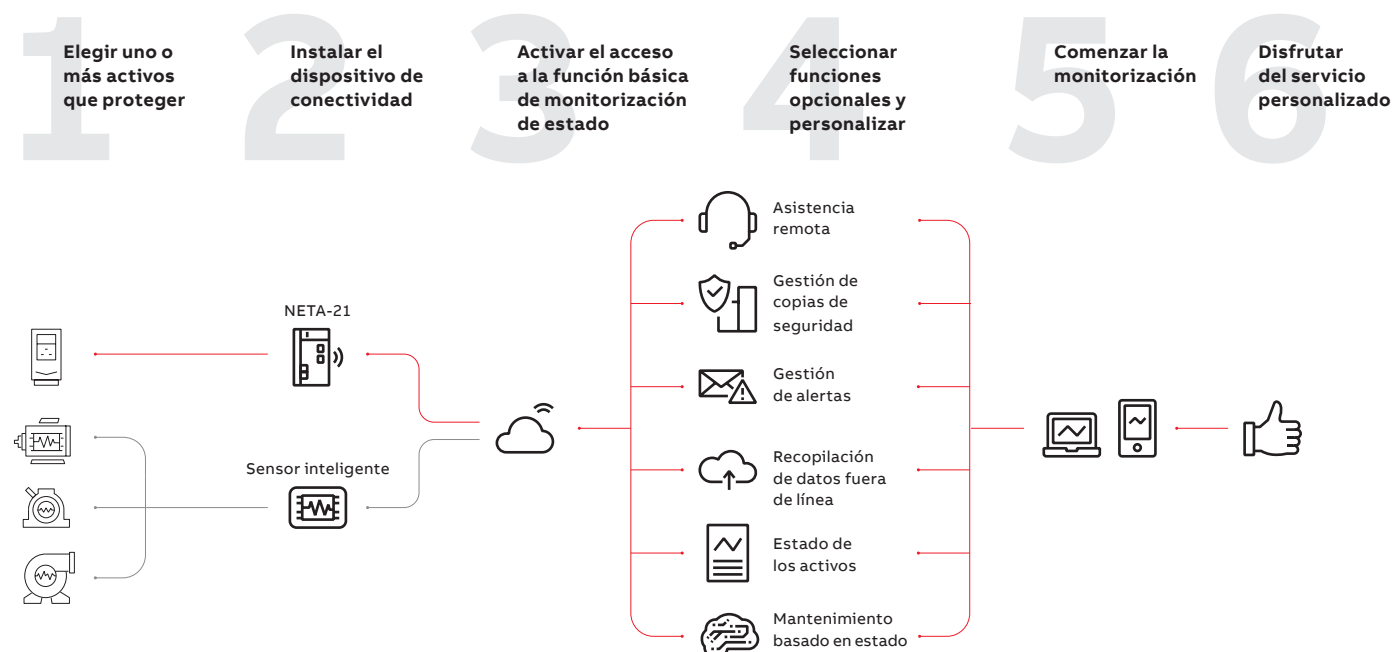 1
Elegir uno o
más activos
que proteger
2
Instalar el
dispositivo de
conectividad
3
Activar el acceso
a la función básica
de monitorización
de estado
4
Seleccionar
funciones
opcionales y
personalizar
5
Comenzar la
monitorización
6
Disfrutar
del servicio
personalizado
NETA-21
Sensor inteligente
Asistencia
remota
Gestión de
copias de
seguridad
Gestión
de alertas
Recopilación
de datos fuera
de línea
Estado de
los activos
Mantenimiento
basado en estado